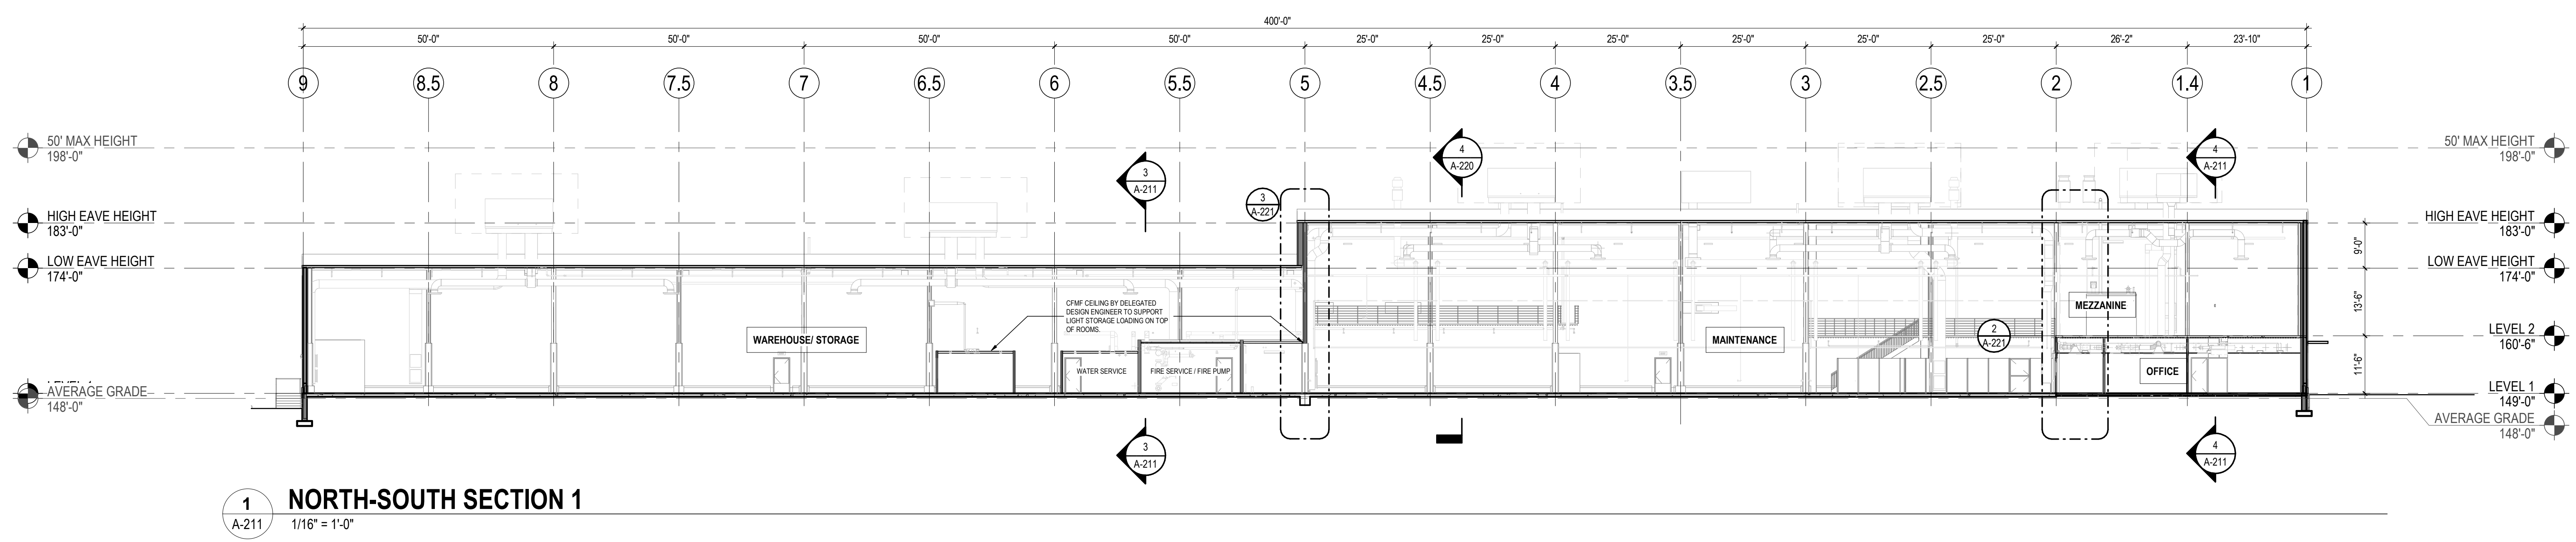 400'-0"
50'-0" 50'-0" 50'-0" 50'-0" 25'-0" 25'-0" 25'-0" 25'-0" 25'-0" 25'-0" 26'-2" 23'-10"
9 8.5 8 7.5 7 6.5 6 5.5 5 4.5 4 3.5 3 2.5 2 1.4 1
50' MAX HEIGHT
198'-0"
HIGH EAVE HEIGHT
183'-0"
LOW EAVE HEIGHT
174'-0"
AVERAGE GRADE
148'-0"
3
A-211
3
A-221
4
A-220
4
A-211
WAREHOUSE/ STORAGE
CFMF CEILING BY DELEGATED
DESIGN ENGINEER TO SUPPORT
LIGHT STORAGE LOADING ON TOP
OF ROOMS.
WATER SERVICE
FIRE SERVICE / FIRE PUMP
MAINTENANCE
2
A-221
MEZZANINE
OFFICE
9'-0"
13'-6"
11'-6"
50' MAX HEIGHT
198'-0"
HIGH EAVE HEIGHT
183'-0"
LOW EAVE HEIGHT
174'-0"
LEVEL 2
160'-6"
LEVEL 1
149'-0"
AVERAGE GRADE
148'-0"
3
A-211
4
A-211
1
A-211
NORTH-SOUTH SECTION 1
1/16" = 1'-0"